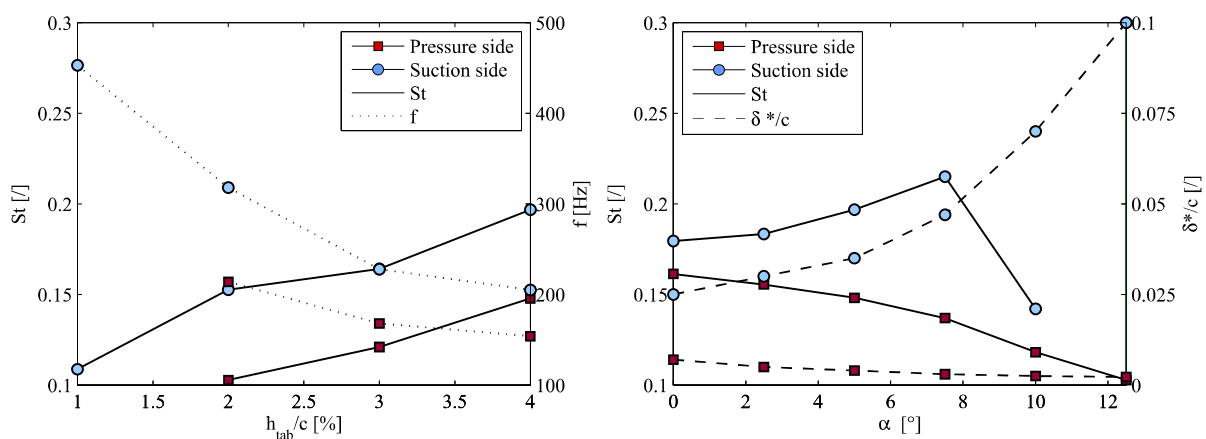 0.3
0.25
0.2
0.15
0.1
St [/]
1
1.5
2
2.5
3
3.5
4
h_tab/c [%]
500
400
300
200
100
f [Hz]
Pressure side
Suction side
St
f
0.3
0.25
0.2
0.15
0.1
St [/]
0
2
4
6
8
10
12
α [°]
0.1
0.075
0.05
0.025
0
δ*/c [/]
Pressure side
Suction side
St
δ */c